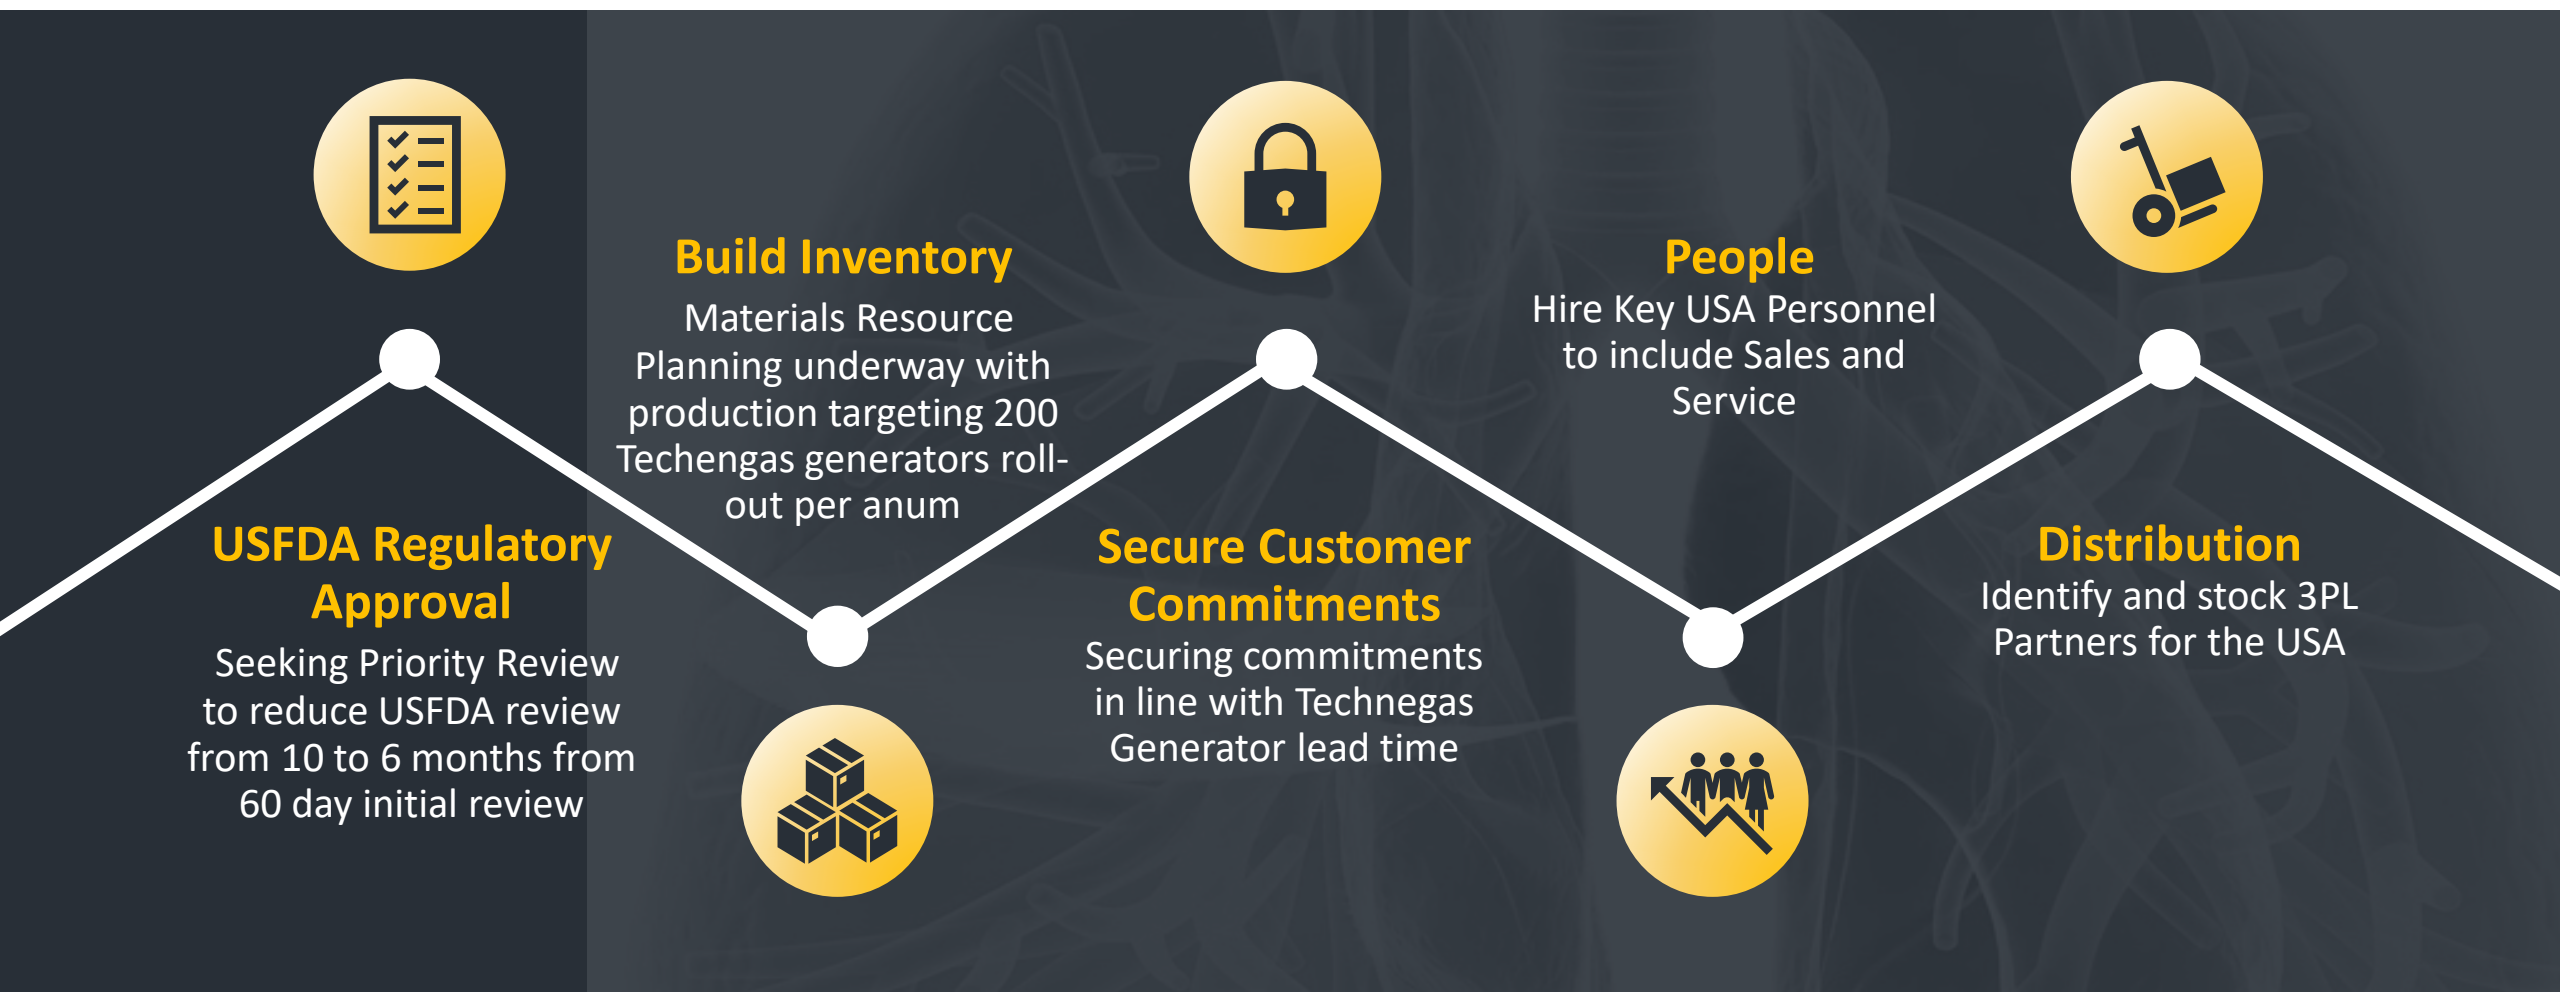 USFDA Regulatory
Approval
Seeking Priority Review
to reduce USFDA review
from 10 to 6 months from
60 day initial review
Build Inventory
Materials Resource
Planning underway with
production targeting 200
Techengas generators roll-
out per anum
Secure Customer
Commitments
Securing commitments
in line with Technegas
Generator lead time
People
Hire Key USA Personnel
to include Sales and
Service
Distribution
Identify and stock 3PL
Partners for the USA